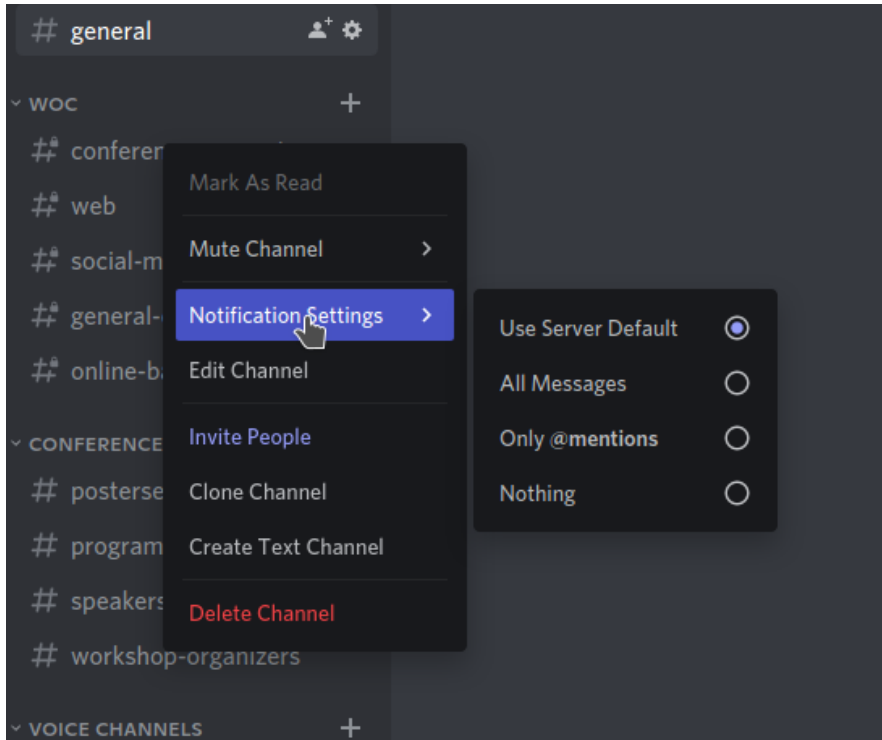 # general
WOC
# conferen
# web
# social-m
# general-
# online-b
CONFERENCE
# posterse
# program
# speakers
# workshop-organizers
VOICE CHANNELS
Mark As Read
Mute Channel
Notification Settings
Edit Channel
Invite People
Clone Channel
Create Text Channel
Delete Channel
Use Server Default
All Messages
Only @mentions
Nothing